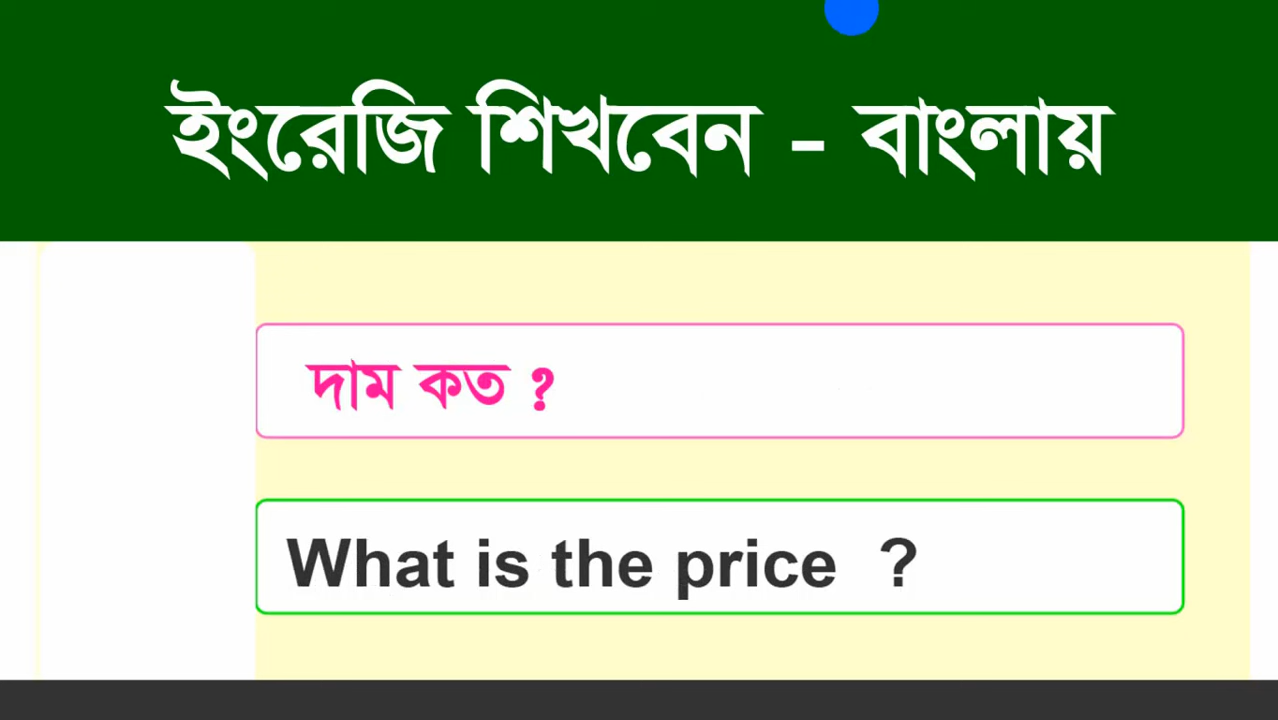 ইংরেজি শিখবেন - বাংলায়
দাম কত ?
What is the price ?